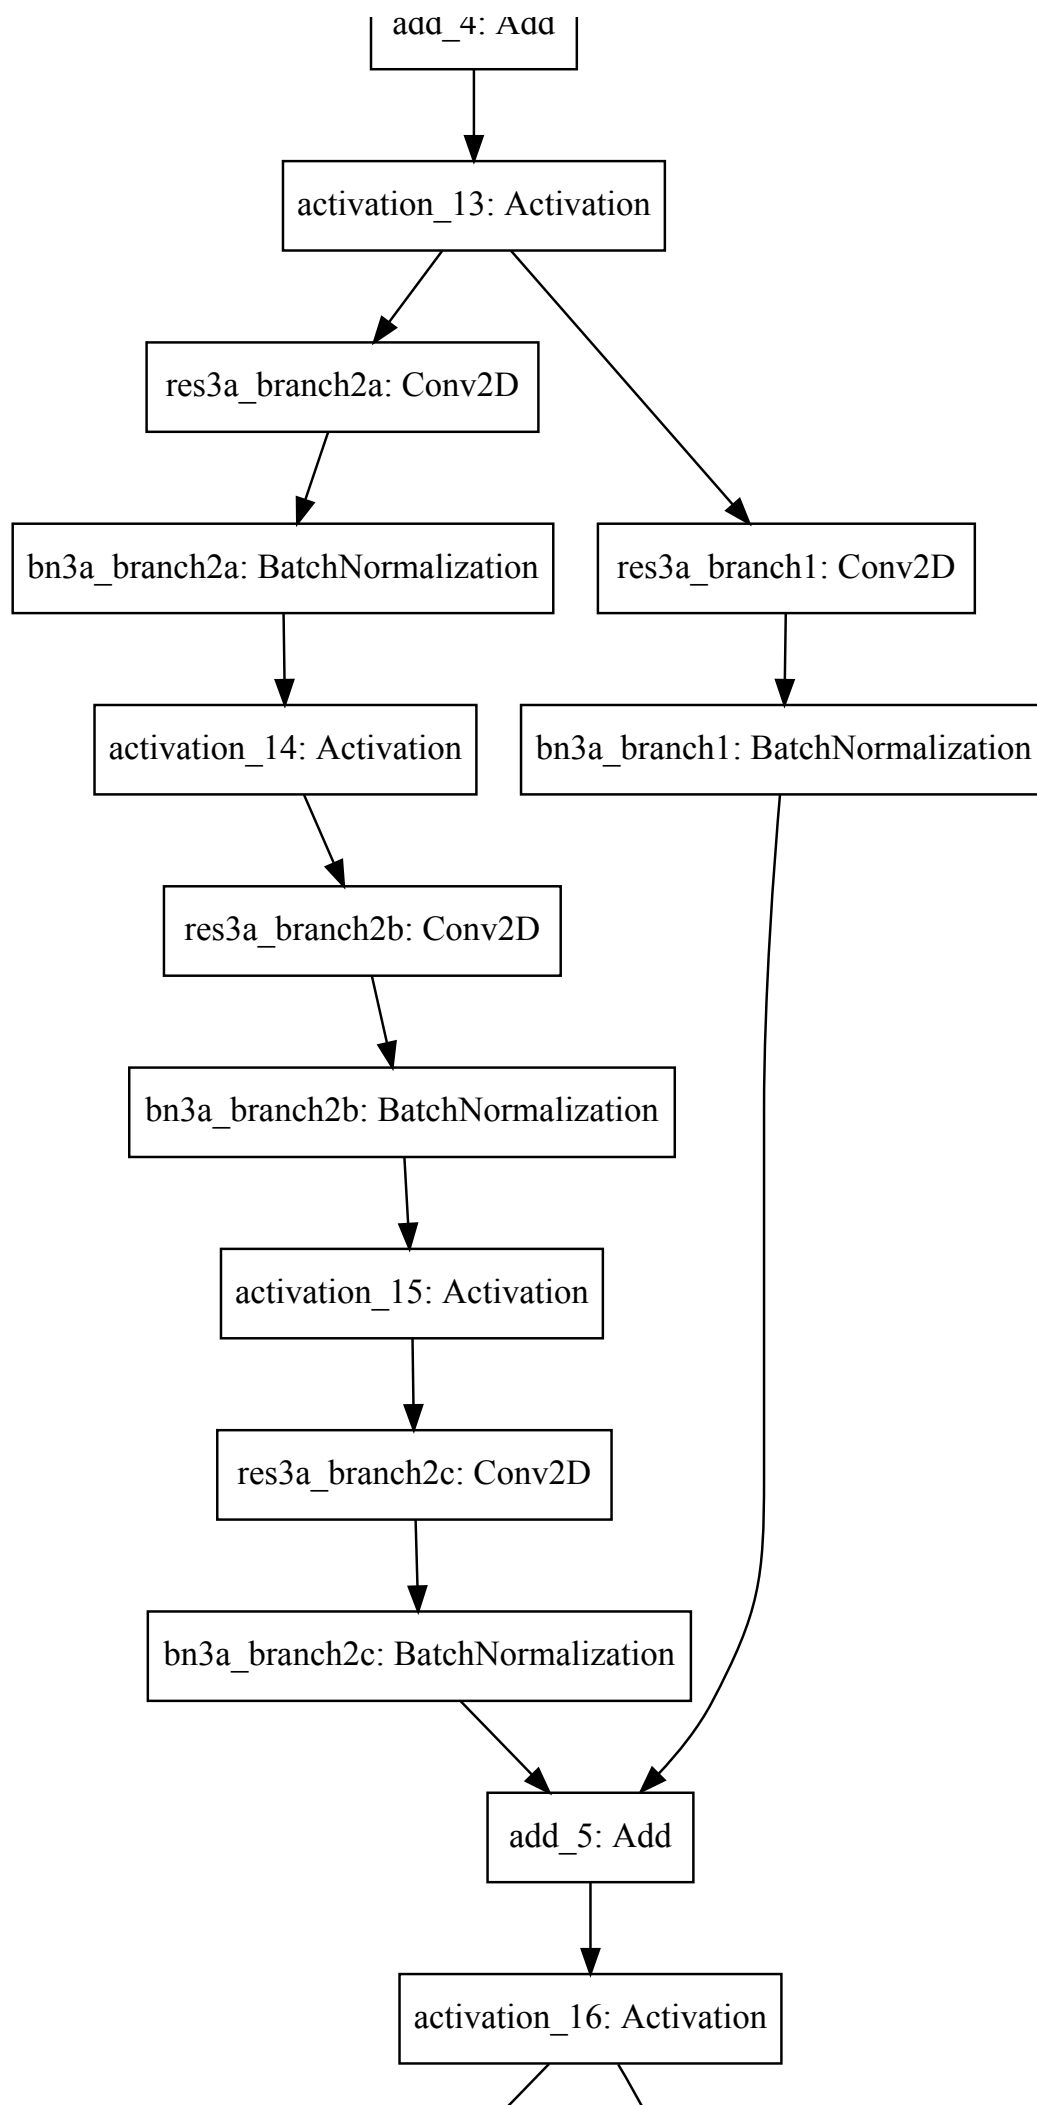 add_4: Add
activation_13: Activation
res3a_branch2a: Conv2D
bn3a_branch2a: BatchNormalization
res3a_branch1: Conv2D
activation_14: Activation
bn3a_branch1: BatchNormalization
res3a_branch2b: Conv2D
bn3a_branch2b: BatchNormalization
activation_15: Activation
res3a_branch2c: Conv2D
bn3a_branch2c: BatchNormalization
add_5: Add
activation_16: Activation